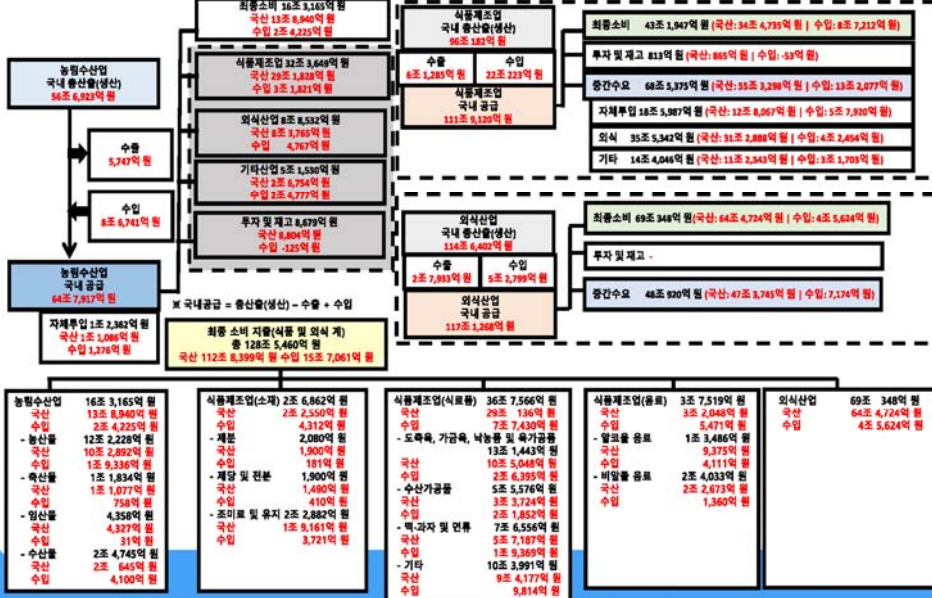 최종소비 16조 3,165억 원
국산 13조 8,940억 원
수입 2조 4,225억 원
농림수산업
국내 총산출(생산)
56조 6,923억 원
수출
5,747억 원
수입
8조 6,741억 원
농림수산업
국내 공급
64조 7,917억 원
자체투입 1조 2,362억 원
국산 1조 1,086억 원
수입 1,276억 원
식품제조업 32조 3,649억 원
국산 29조 1,828억 원
수입 3조 1,821억 원
외식산업 8조 8,532억 원
국산 8조 3,765억 원
수입 4,767억 원
기타산업 5조 1,530억 원
국산 2조 6,754억 원
수입 2조 4,777억 원
투자 및 재고 8,679억 원
국산 8,804억 원
수입 -125억 원
※ 국내공급 = 총산출(생산) – 수출 + 수입
식품제조업
국내 총산출(생산)
96조 182억 원
수출
6조 1,285억 원
수입
22조 223억 원
식품제조업
국내 공급
111조 9,120억 원
최종소비 43조 1,947억 원 (국산: 34조 4,735억 원 | 수입: 8조 7,212억 원)
투자 및 재고 813억 원 (국산: 865억 원 | 수입: -53억 원)
중간수요 68조 5,375억 원 (국산: 55조 3,298억 원 | 수입: 13조 2,077억 원)
자체투입 18조 5,987억 원 (국산: 12조 8,067억 원 | 수입: 5조 7,920억 원)
외식 35조 5,342억 원 (국산: 31조 2,888억 원 | 수입: 4조 2,454억 원)
기타 14조 4,046억 원 (국산: 11조 2,343억 원 | 수입: 3조 1,703억 원)
외식산업
국내 총산출(생산)
114조 6,402억 원
수출
2조 7,933억 원
수입
5조 2,799억 원
외식산업
국내 공급
117조 1,268억 원
최종소비 69조 348억 원(국산: 64조 4,724억 원 | 수입: 4조 5,624억 원)
투자 및 재고 -
중간수요 48조 920억 원 (국산: 47조 3,745억 원 | 수입: 7,174억 원)
최종 소비 지출(식품 및 외식 계)
총 128조 5,460억 원
국산 112조 8,399억 원 수입 15조 7,061억 원
농림수산업 16조 3,165억 원
국산 13조 8,940억 원
수입 2조 4,225억 원
- 농산물 12조 2,228억 원
국산 10조 2,892억 원
수입 1조 9,336억 원
- 축산물 1조 1,834억 원
국산 1조 1,077억 원
수입 758억 원
- 임산물 4,358억 원
국산 4,327억 원
수입 31억 원
- 수산물 2조 4,745억 원
국산 2조 645억 원
수입 4,100억 원
식품제조업(소재) 2조 6,862억 원
국산 2조 2,550억 원
수입 4,312억 원
- 제분 2,080억 원
국산 1,900억 원
수입 181억 원
- 제당 및 전분 1,900억 원
국산 1,490억 원
수입 410억 원
- 조미료 및 유지 2조 2,882억 원
국산 1조 9,161억 원
수입 3,721억 원
식품제조업(식료품) 36조 7,566억 원
국산 29조 136억 원
수입 7조 7,430억 원
- 도축육, 가금육, 낙농품 및 육가공품
13조 1,443억 원
국산 10조 5,048억 원
수입 2조 6,395억 원
- 수산가공품 5조 5,576억 원
국산 3조 3,724억 원
수입 2조 1,852억 원
- 떡·과자 및 면류 7조 6,556억 원
국산 5조 7,187억 원
수입 1조 9,369억 원
- 기타 10조 3,991억 원
국산 9조 4,177억 원
수입 9,814억 원
식품제조업(음료) 3조 7,519억 원
국산 3조 2,048억 원
수입 5,471억 원
- 알코올 음료 1조 3,486억 원
국산 9,375억 원
수입 4,111억 원
- 비알콜 음료 2조 4,033억 원
국산 2조 2,673억 원
수입 1,360억 원
외식산업 69조 348억 원
국산 64조 4,724억 원
수입 4조 5,624억 원